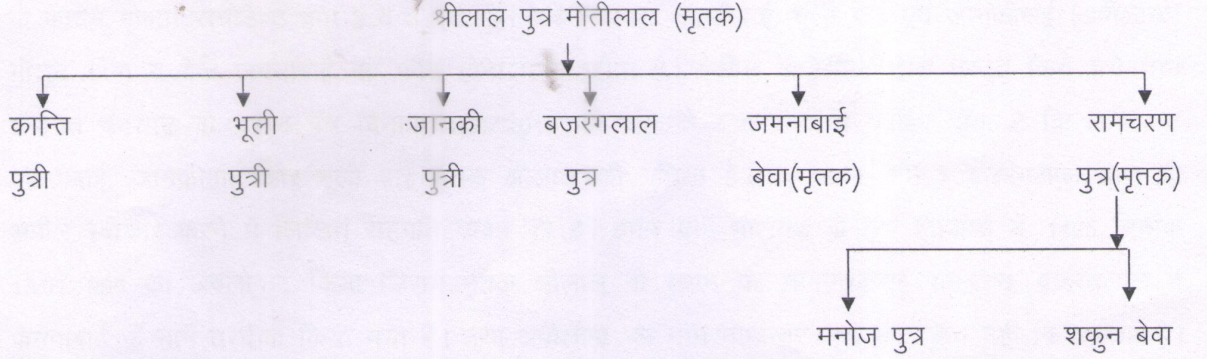 श्रीलाल पुत्र मोतीलाल (मृतक)
कान्ति भूली जानकी बजरंगलाल जमनाबाई रामचरण
पुत्री पुत्री पुत्री पुत्र बेवा(मृतक) पुत्र(मृतक)
मनोज पुत्र शकुन बेवा